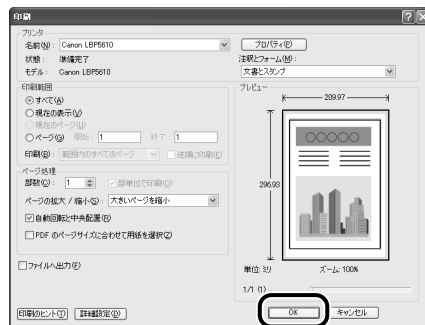 印刷
プリンタ
名前(N): Canon LBP5610 プロパティ(P)
状態: 準備完了 注釈とフォーム(M):
モデル: Canon LBP5610 文書とスタンプ
印刷範囲 プレビュー
すべて(A) 209.97
現在の表示(V)
現在のページ(U)
ページ(G) 開始: 1 終了: 1
印刷(R): 範囲内のすべてのページ 逆順に印刷(E)
ページ処理
部数(C): 1 部単位で印刷(O) 296.93
ページの拡大 / 縮小(S): 大きいページを縮小
自動回転と中央配置(R)
PDF のページサイズに合わせて用紙を選択(Z)
ファイルへ出力(F) 単位: ミリ ズーム: 100%
1/1 (1)
印刷のヒント(T) 詳細設定(D) OK キャンセル